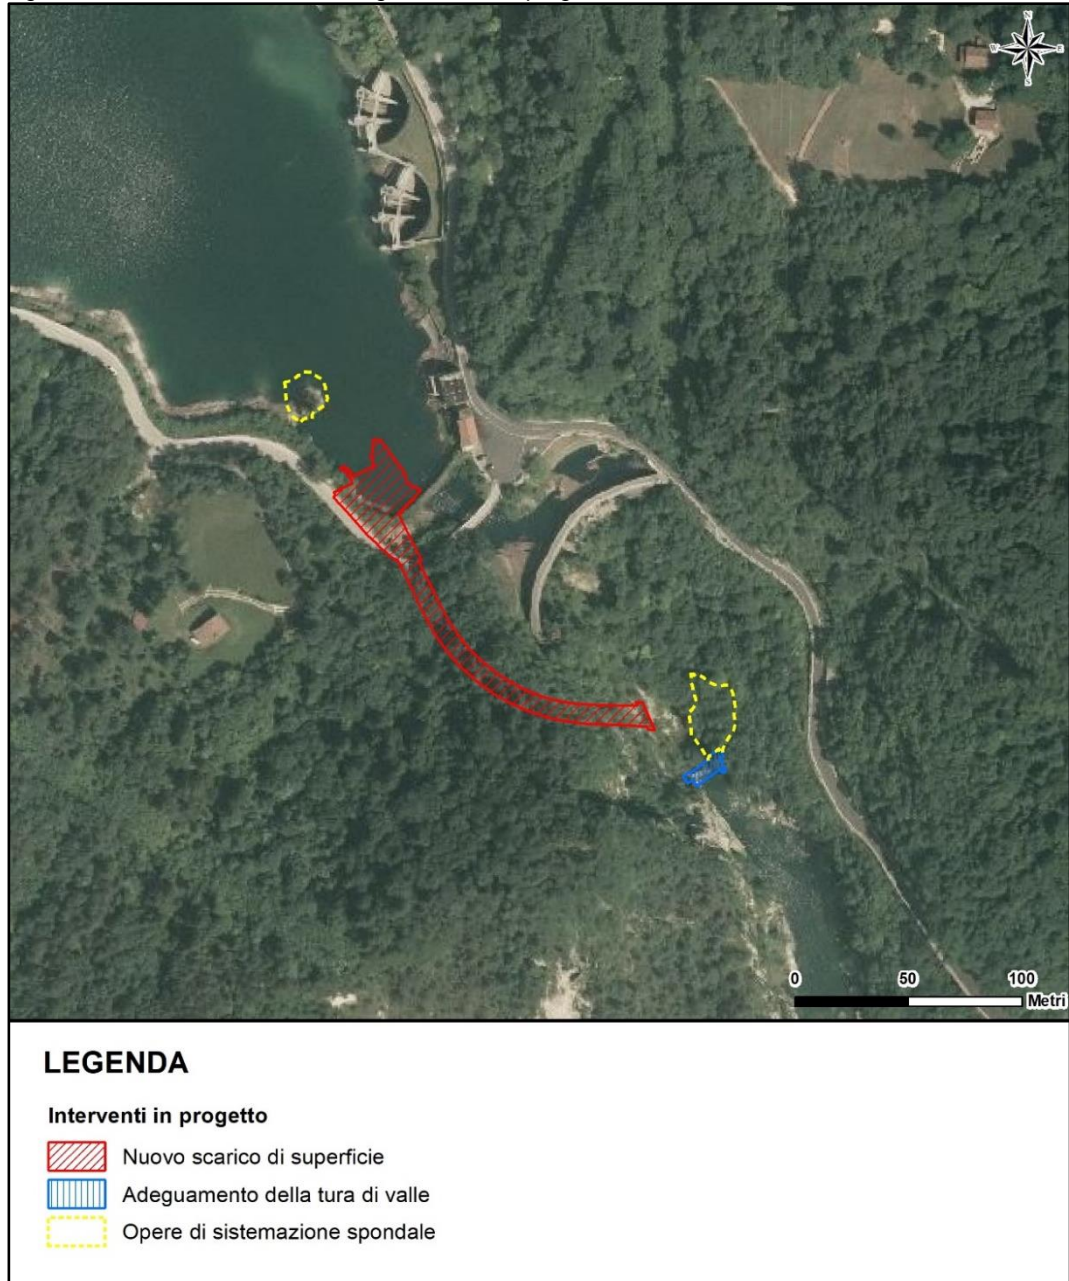 N
W E
S
0 50 100
Metri
LEGENDA
Interventi in progetto
Nuovo scarico di superficie
Adeguamento della tura di valle
Opere di sistemazione spondale